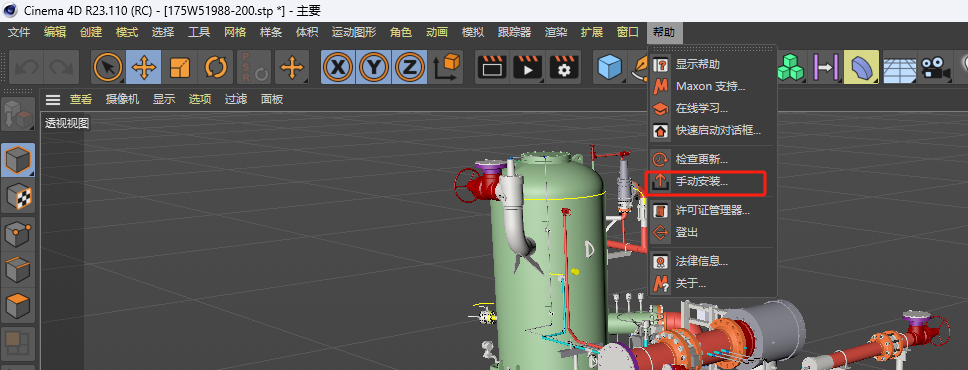 Cinema 4D R23.110 (RC) - [175W51988-200.stp *] - 主要
文件 编辑 创建 模式 选择 工具 网格 样条 体积 运动图形 角色 动画 模拟 跟踪器 渲染 扩展 窗口 帮助
PSR
X Y Z
查看 摄像机 显示 选项 过滤 面板
透视视图
显示帮助
Maxon 支持...
在线学习...
快速启动对话框...
检查更新...
手动安装...
许可证管理器...
登出
法律信息...
关于...